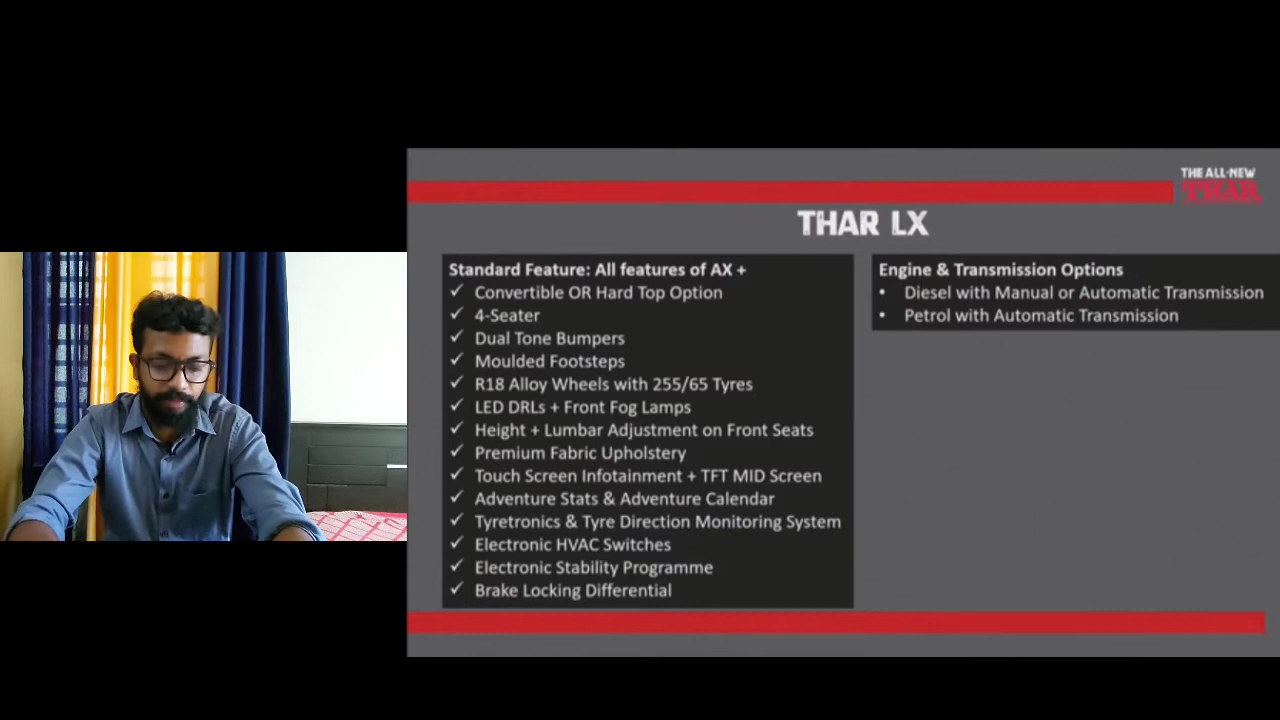 THE ALL-NEW
THAR
THAR LX
Standard Feature: All features of AX +
✓ Convertible OR Hard Top Option
✓ 4-Seater
✓ Dual Tone Bumpers
✓ Moulded Footsteps
✓ R18 Alloy Wheels with 255/65 Tyres
✓ LED DRLs + Front Fog Lamps
✓ Height + Lumbar Adjustment on Front Seats
✓ Premium Fabric Upholstery
✓ Touch Screen Infotainment + TFT MID Screen
✓ Adventure Stats & Adventure Calendar
✓ Tyretronics & Tyre Direction Monitoring System
✓ Electronic HVAC Switches
✓ Electronic Stability Programme
✓ Brake Locking Differential
Engine & Transmission Options
• Diesel with Manual or Automatic Transmission
• Petrol with Automatic Transmission